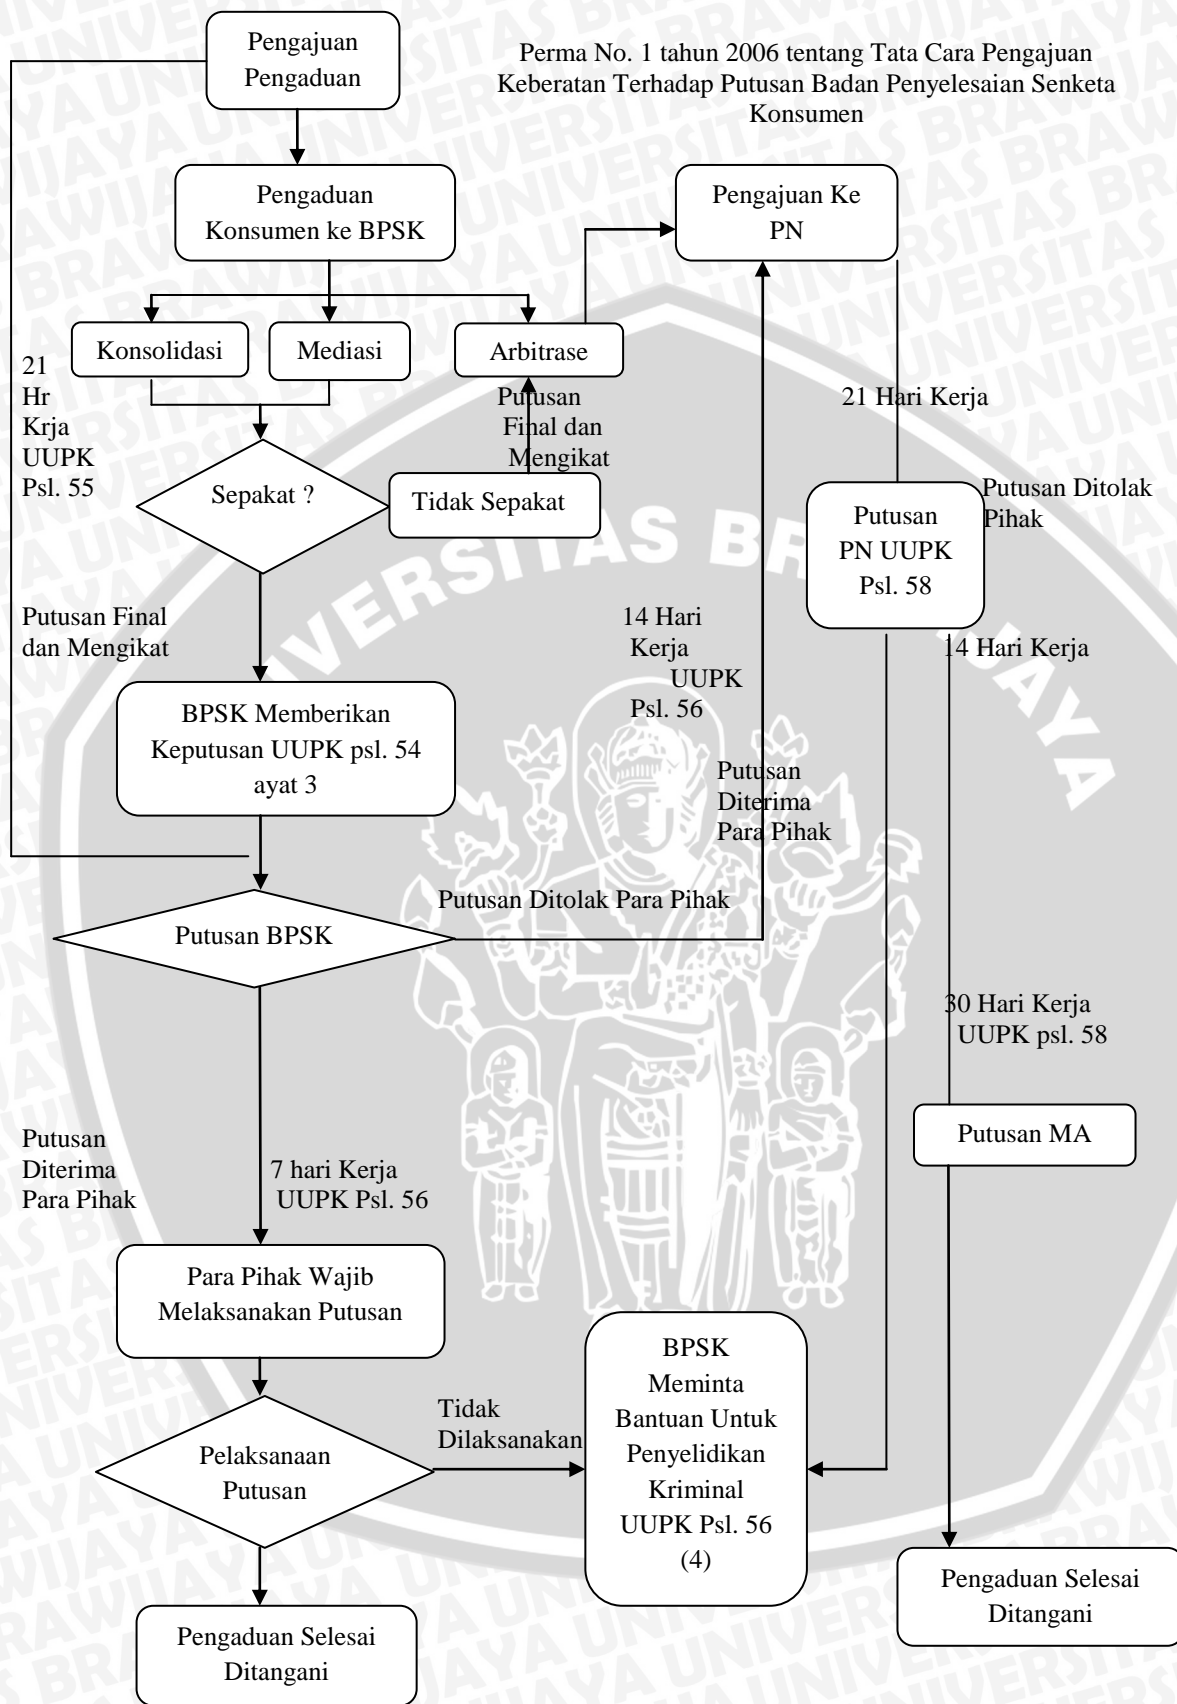 Pengajuan
Pengaduan
Perma No. 1 tahun 2006 tentang Tata Cara Pengajuan
Keberatan Terhadap Putusan Badan Penyelesaian Senketa
Konsumen
Pengaduan
Konsumen ke BPSK
Pengajuan Ke
PN
Konsolidasi
Mediasi
Arbitrase
21
Hr
Krja
UUPK
Psl. 55
Putusan
Final dan
Mengikat
21 Hari Kerja
Sepakat ?
Tidak Sepakat
Putusan
PN UUPK
Psl. 58
Putusan Ditolak
Pihak
Putusan Final
dan Mengikat
14 Hari
Kerja
UUPK
Psl. 56
14 Hari Kerja
BPSK Memberikan
Keputusan UUPK psl. 54
ayat 3
Putusan
Diterima
Para Pihak
Putusan Ditolak Para Pihak
Putusan BPSK
30 Hari Kerja
UUPK psl. 58
Putusan MA
Putusan
Diterima
Para Pihak
7 hari Kerja
UUPK Psl. 56
Para Pihak Wajib
Melaksanakan Putusan
BPSK
Meminta
Bantuan Untuk
Penyelidikan
Kriminal
UUPK Psl. 56
(4)
Tidak
Dilaksanakan
Pelaksanaan
Putusan
Pengaduan Selesai
Ditangani
Pengaduan Selesai
Ditangani